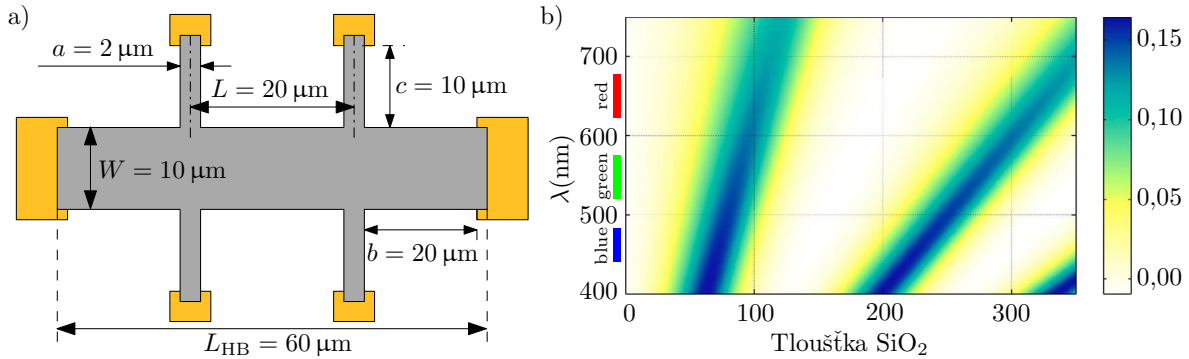 a)
a = 2 µm
L = 20 µm
c = 10 µm
W = 10 µm
b = 20 µm
L_HB = 60 µm
b)
700
600
500
400
λ(nm)
red
green
blue
0
100
200
300
Tloušťka SiO₂
0,15
0,10
0,05
0,00